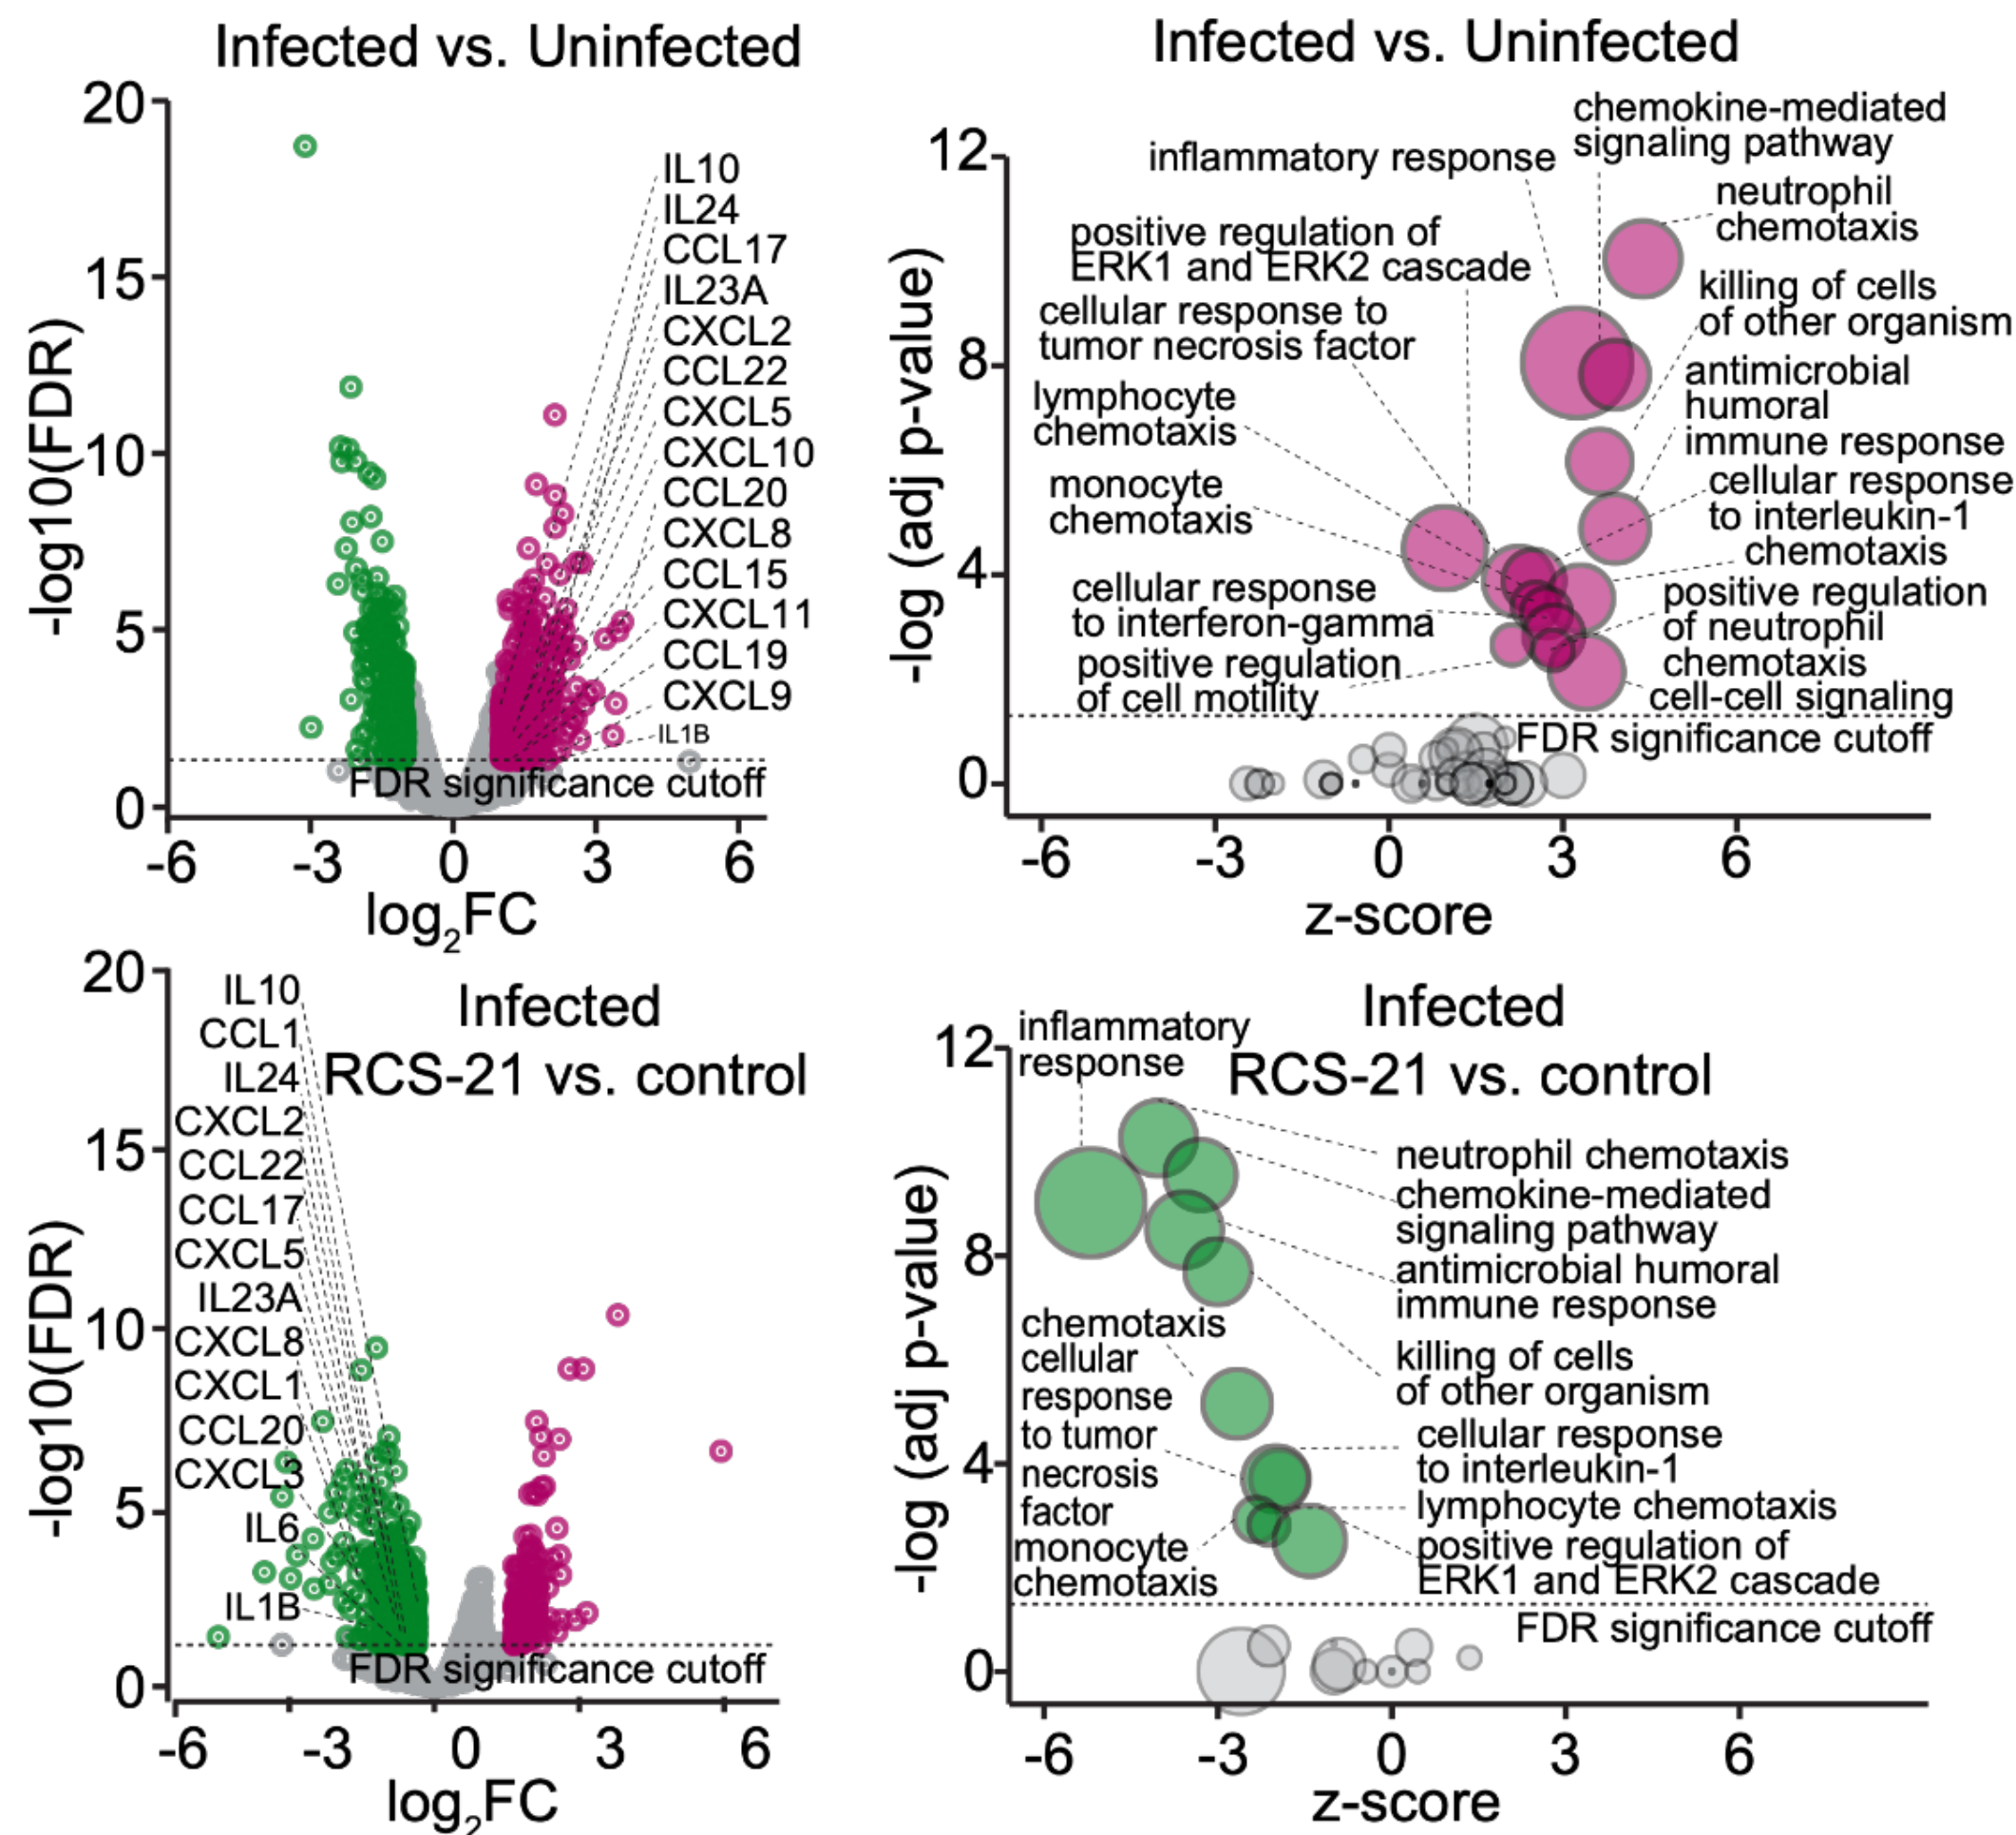 Infected vs. Uninfected
20
15
10
5
0
-log10(FDR)
IL10
IL24
CCL17
IL23A
CXCL2
CCL22
CXCL5
CXCL10
CCL20
CXCL8
CCL15
CXCL11
CCL19
CXCL9
IL1B
FDR significance cutoff
-6 -3 0 3 6
log2FC
Infected vs. Uninfected
12
8
4
0
-log (adj p-value)
chemokine-mediated
signaling pathway
inflammatory response
neutrophil
chemotaxis
positive regulation of
ERK1 and ERK2 cascade
killing of cells
of other organism
cellular response to
tumor necrosis factor
antimicrobial
humoral
immune response
lymphocyte
chemotaxis
cellular response
to interleukin-1
monocyte
chemotaxis
chemotaxis
cellular response
to interferon-gamma
positive regulation
of neutrophil
chemotaxis
positive regulation
of cell motility
cell-cell signaling
FDR significance cutoff
-6 -3 0 3 6
z-score
Infected
RCS-21 vs. control
20
15
10
5
0
-log10(FDR)
IL10
CCL1
IL24
CXCL2
CCL22
CCL17
CXCL5
IL23A
CXCL8
CXCL1
CCL20
CXCL3
IL6
IL1B
FDR significance cutoff
-6 -3 0 3 6
log2FC
Infected
RCS-21 vs. control
12
8
4
0
-log (adj p-value)
inflammatory
response
neutrophil chemotaxis
chemokine-mediated
signaling pathway
antimicrobial humoral
immune response
killing of cells
of other organism
chemotaxis
cellular
response
to tumor
necrosis
factor
monocyte
chemotaxis
cellular response
to interleukin-1
lymphocyte chemotaxis
positive regulation of
ERK1 and ERK2 cascade
FDR significance cutoff
-6 -3 0 3 6
z-score